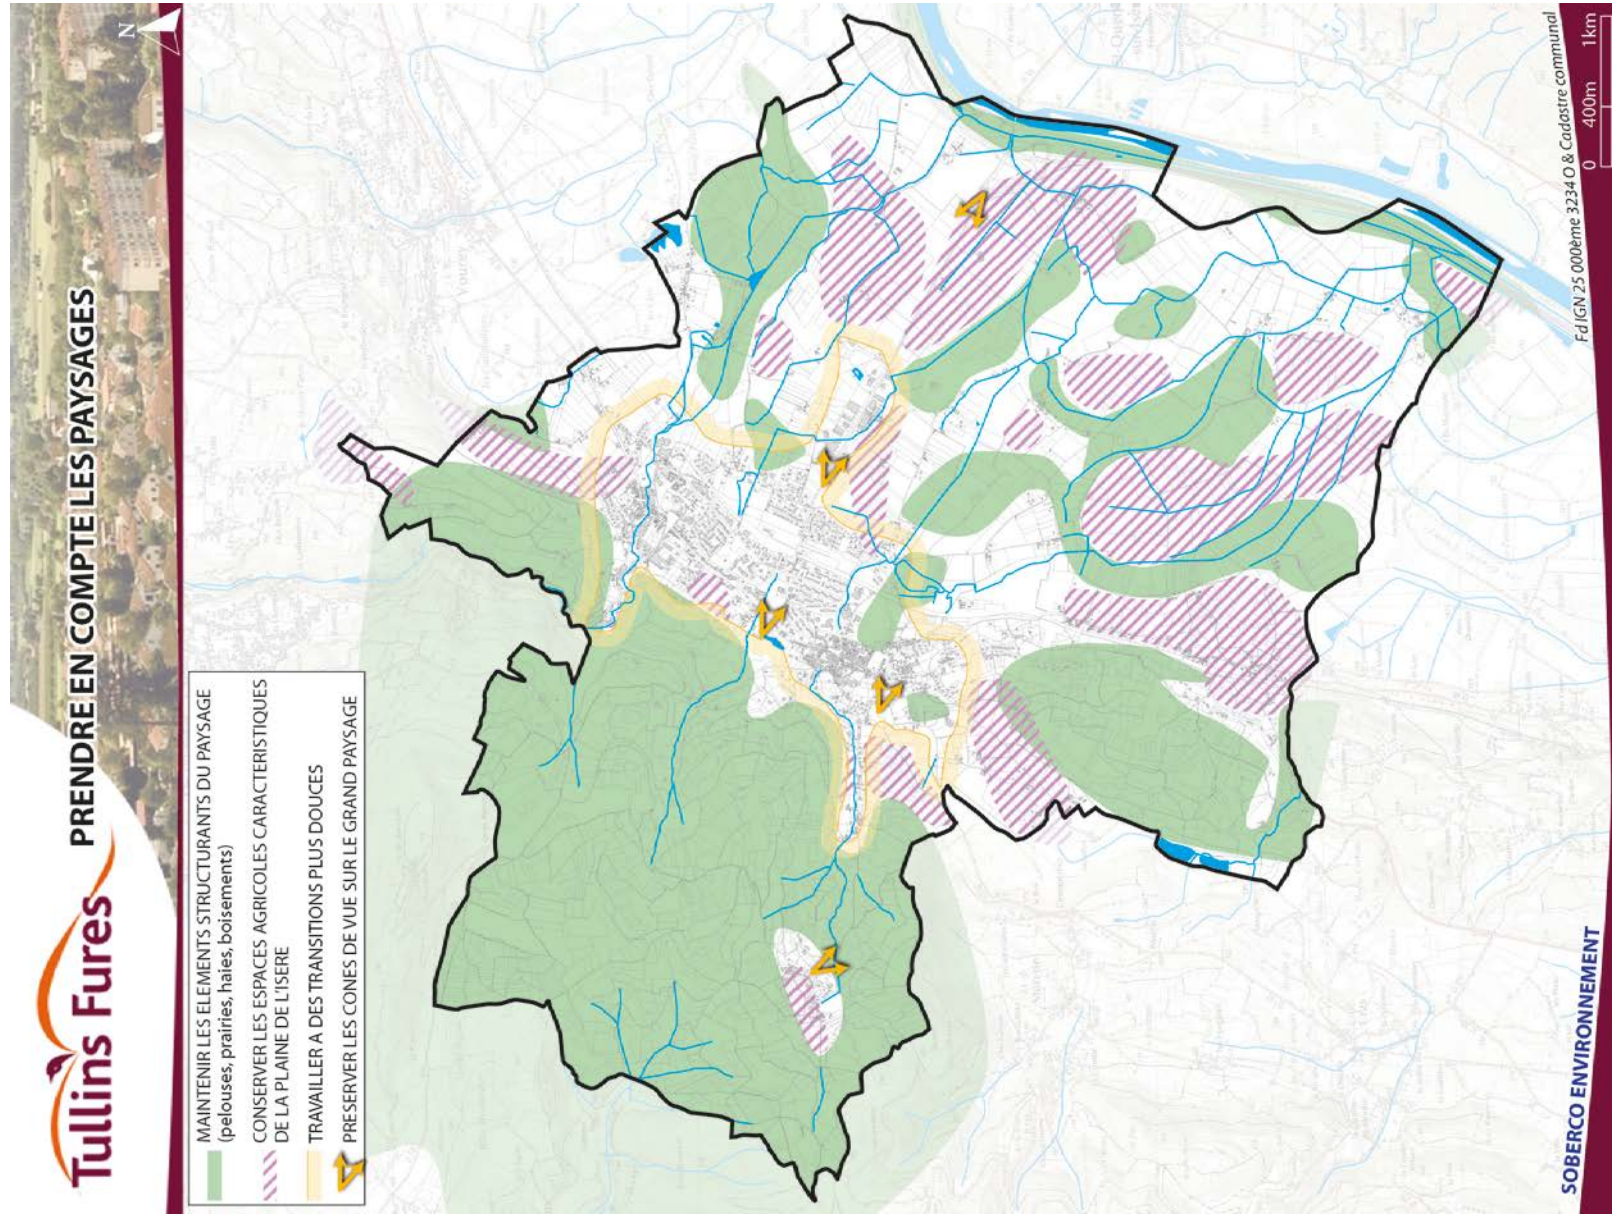 Tullins Fures
PRENDRE EN COMPTE LES PAYSAGES
N
MAINTENIR LES ELEMENTS STRUCTURANTS DU PAYSAGE
(pelouses, prairies, haies, boisements)
CONSERVER LES ESPACES AGRICOLES CARACTERISTIQUES
DE LA PLAINE DE L'ISERE
TRAVAILLER A DES TRANSITIONS PLUS DOUCES
PRESERVER LES CONES DE VUE SUR LE GRAND PAYSAGE
SOBERCO ENVIRONNEMENT
Fd IGN 25 000ème 3234 O & Cadastre communal
0 400m 1km